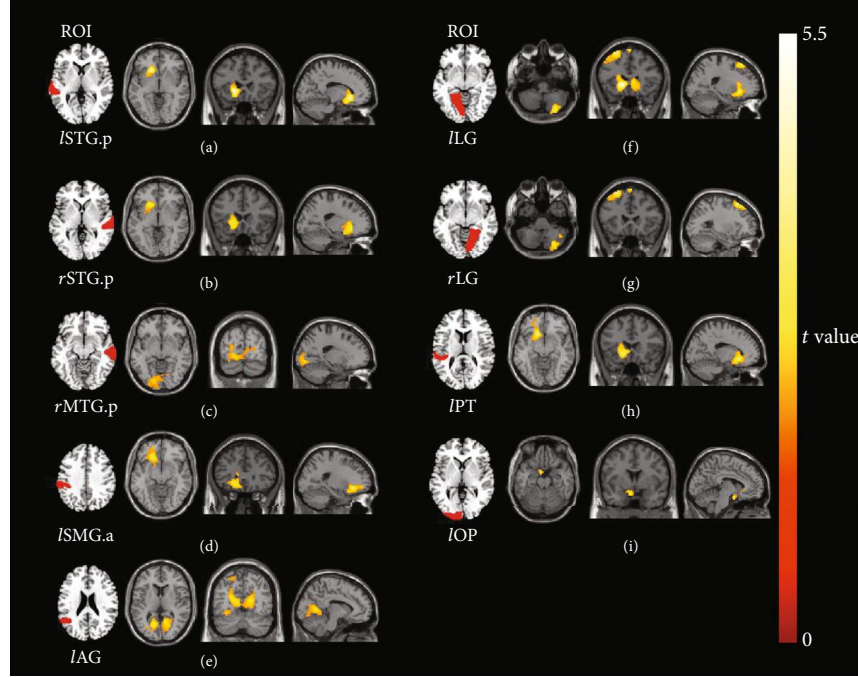 ROI
lSTG.p
(a)
rSTG.p
(b)
rMTG.p
(c)
lSMG.a
(d)
lAG
(e)
ROI
lLG
(f)
rLG
(g)
lPT
(h)
lOP
(i)
5.5
t value
0